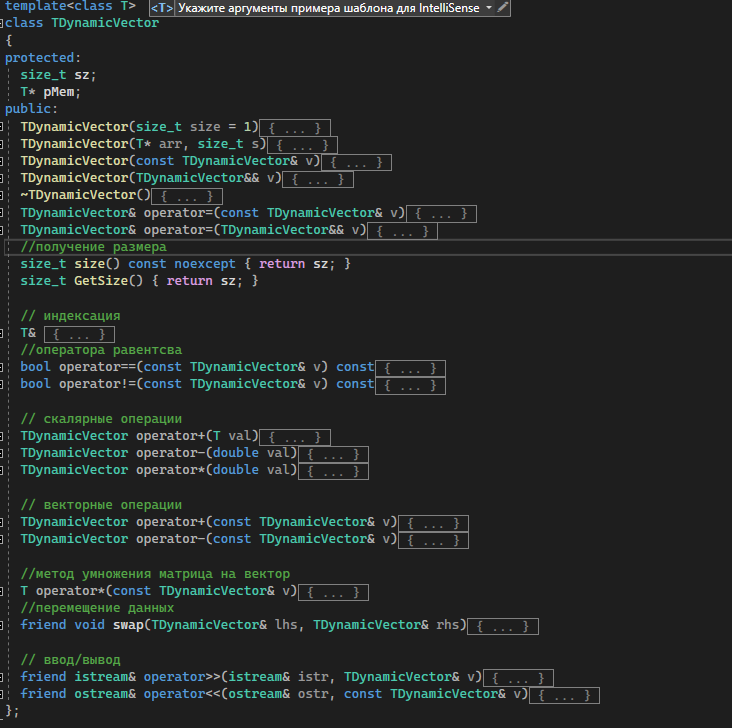 template<class T> <T> Укажите аргументы примера шаблона для IntelliSense
class TDynamicVector
{
protected:
size_t sz;
T* pMem;
public:
TDynamicVector(size_t size = 1){ ... }
TDynamicVector(T* arr, size_t s){ ... }
TDynamicVector(const TDynamicVector& v){ ... }
TDynamicVector(TDynamicVector&& v){ ... }
~TDynamicVector(){ ... }
TDynamicVector& operator=(const TDynamicVector& v){ ... }
TDynamicVector& operator=(TDynamicVector&& v){ ... }
//получение размера
size_t size() const noexcept { return sz; }
size_t GetSize() { return sz; }
// индексация
T& { ... }
//оператора равентсва
bool operator==(const TDynamicVector& v) const{ ... }
bool operator!=(const TDynamicVector& v) const{ ... }
// скалярные операции
TDynamicVector operator+(T val){ ... }
TDynamicVector operator-(double val){ ... }
TDynamicVector operator*(double val){ ... }
// векторные операции
TDynamicVector operator+(const TDynamicVector& v){ ... }
TDynamicVector operator-(const TDynamicVector& v){ ... }
//метод умножения матрица на вектор
T operator*(const TDynamicVector& v){ ... }
//перемещение данных
friend void swap(TDynamicVector& lhs, TDynamicVector& rhs){ ... }
// ввод/вывод
friend istream& operator>>(istream& istr, TDynamicVector& v){ ... }
friend ostream& operator<<(ostream& ostr, const TDynamicVector& v){ ... }
};